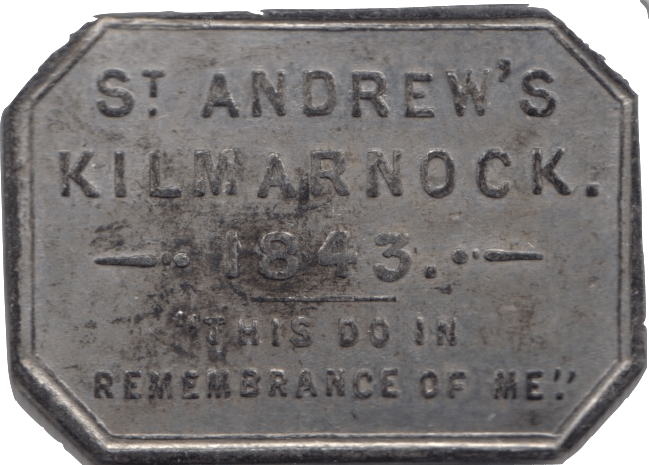 ST ANDREW'S
KILMARNOCK.
1843.
"THIS DO IN
REMEMBRANCE OF ME."